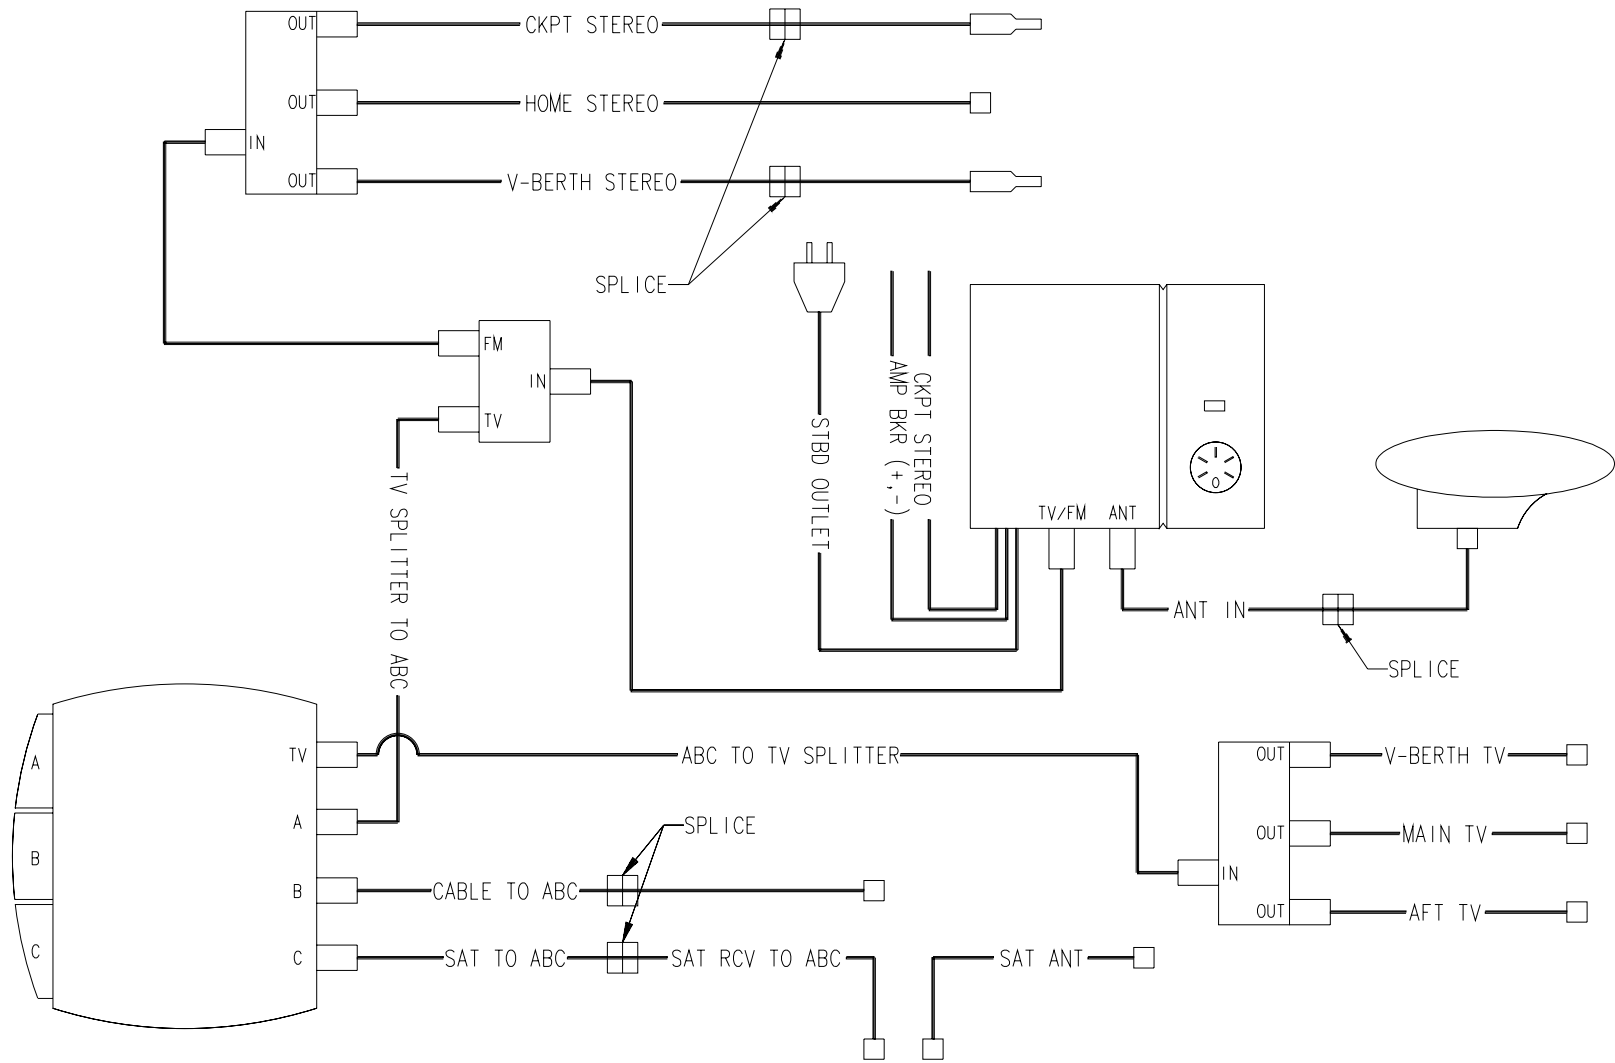 OUT
CKPT STEREO
OUT
HOME STEREO
IN
OUT
V-BERTH STEREO
SPLICE
FM
IN
TV
STBD OUTLET
AMP BKR (+,-)
CKPT STEREO
TV/FM
ANT
ANT IN
SPLICE
TV SPLITTER TO ABC
A
B
C
TV
A
B
C
ABC TO TV SPLITTER
SPLICE
CABLE TO ABC
SAT TO ABC
SAT RCV TO ABC
SAT ANT
IN
OUT
V-BERTH TV
OUT
MAIN TV
OUT
AFT TV